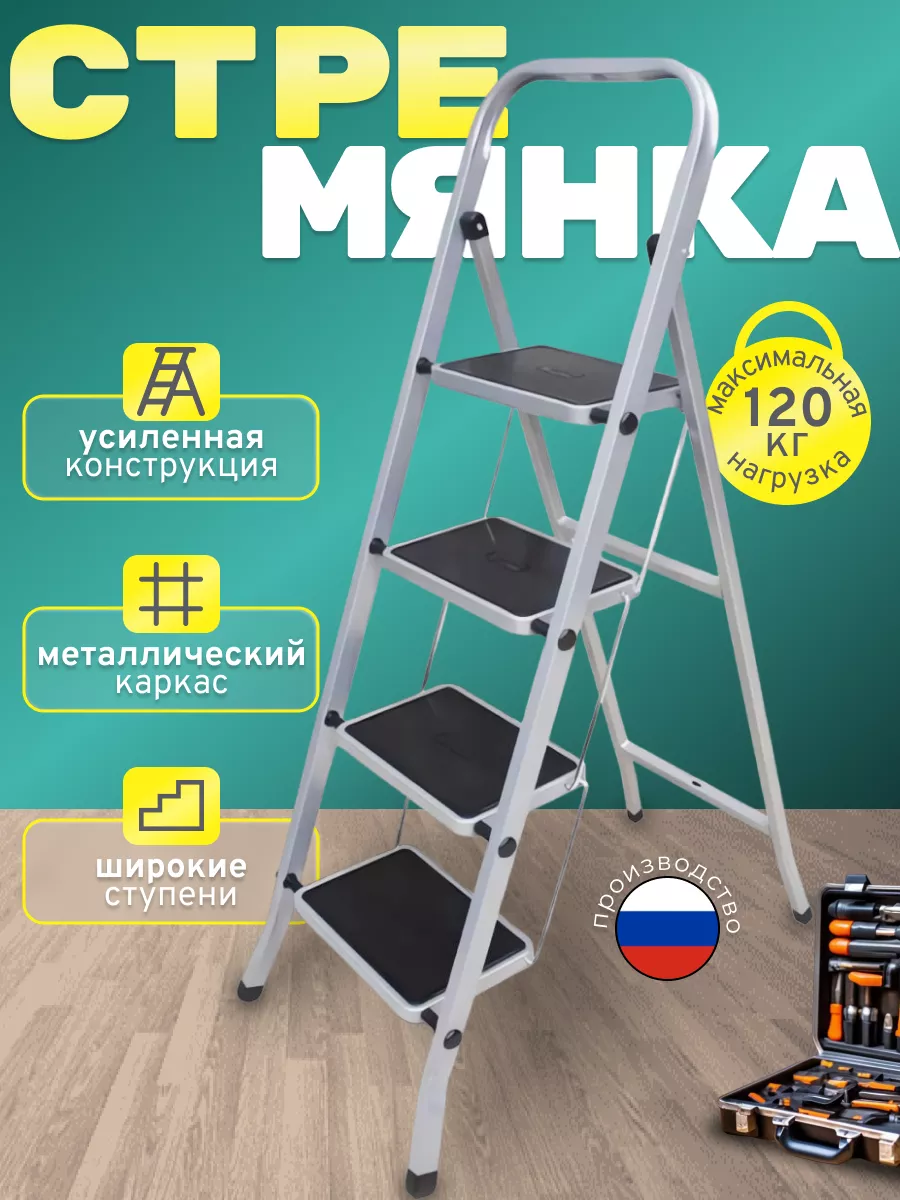 СТРЕ
МЯНКА
максимальная
120
кг
нагрузка
усиленная
конструкция
металлический
каркас
широкие
ступени
производство